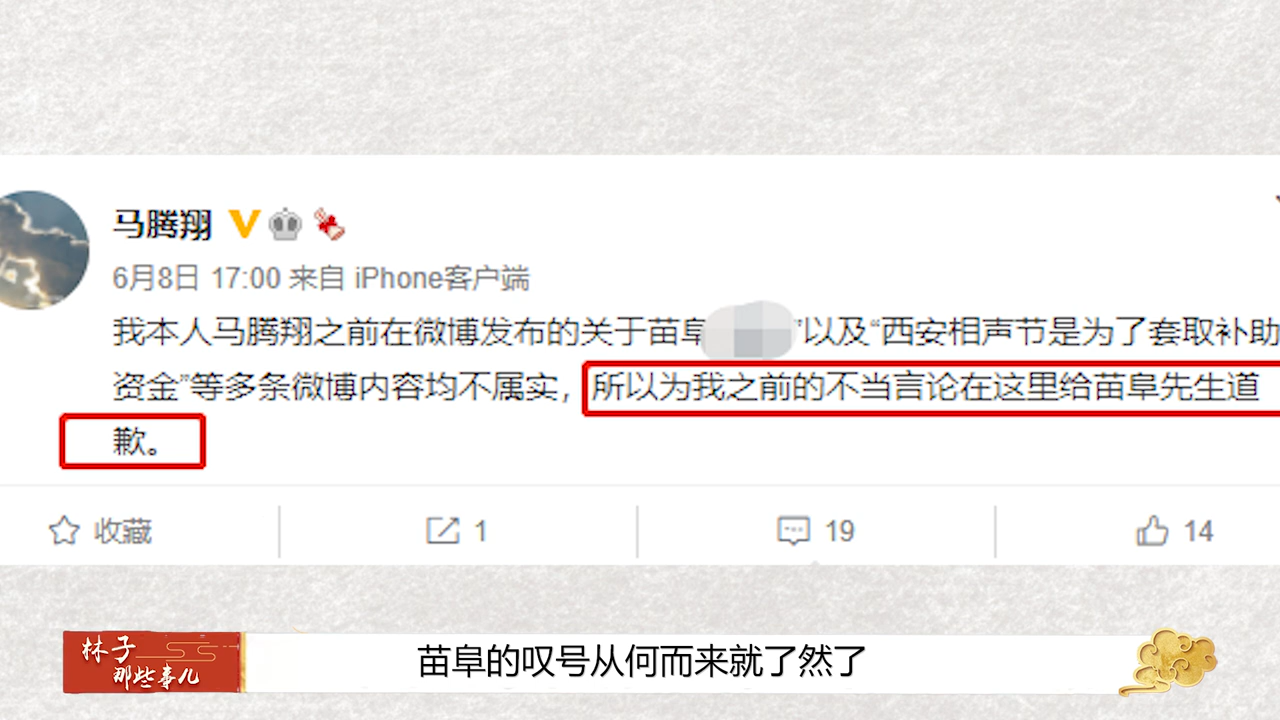 马腾翔
6月8日 17:00 来自 iPhone客户端
我本人马腾翔之前在微博发布的关于苗阜 ”以及“西安相声节是为了套取补助
资金”等多条微博内容均不属实，所以为我之前的不当言论在这里给苗阜先生道
歉。
收藏 1 19 14
林子
那些事儿
苗阜的叹号从何而来就了然了